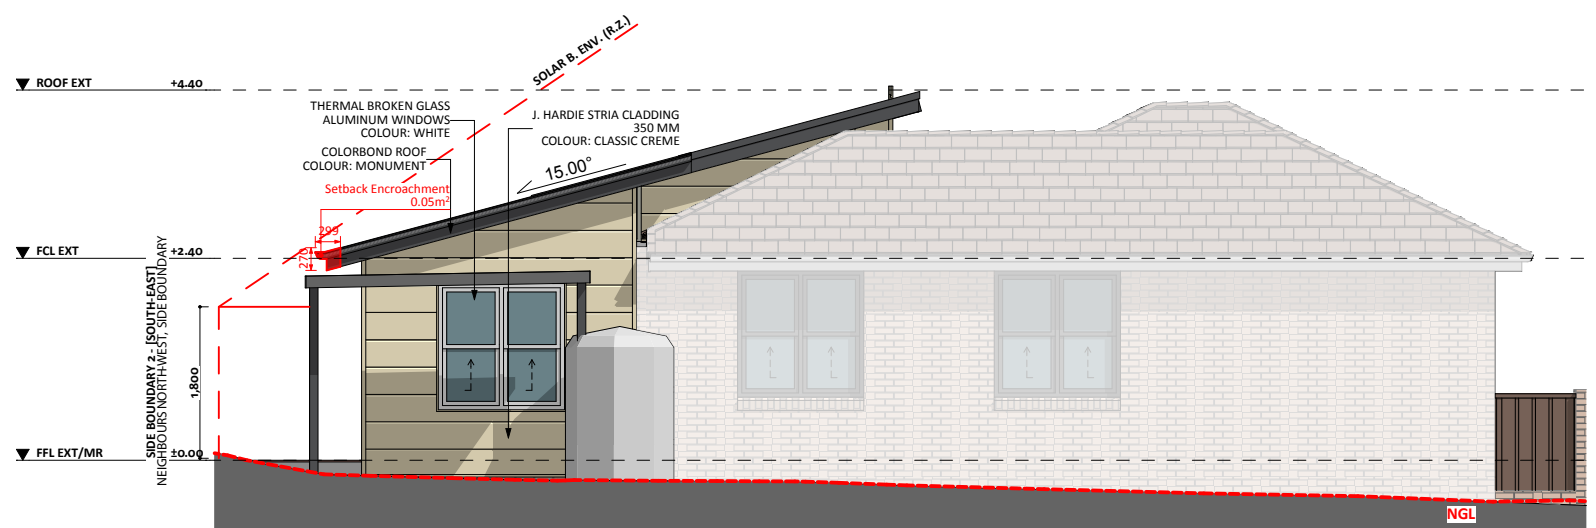 SOLAR B. ENV. (R.Z.)
ROOF EXT +4.40
THERMAL BROKEN GLASS
ALUMINUM WINDOWS
COLOUR: WHITE
J. HARDIE STRIA CLADDING
350 MM
COLOUR: CLASSIC CREME
COLORBOND ROOF
COLOUR: MONUMENT
15.00°
Setback Encroachment
0.05m²
299
270
FCL EXT +2.40
SIDE BOUNDARY 2 - [SOUTH-EAST]
NEIGHBOURS NORTH-WEST, SIDE BOUNDARY
1,800
FFL EXT/MR ±0.00
NGL